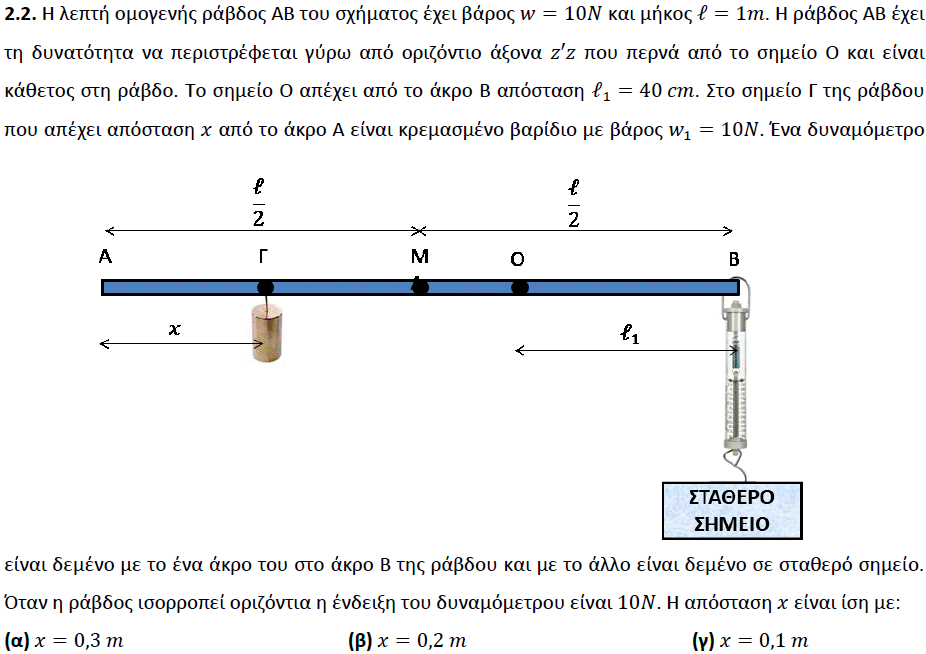 2.2. Η λεπτή ομογενής ράβδος ΑΒ του σχήματος έχει βάρος w = 10N και μήκος ℓ = 1m. Η ράβδος ΑΒ έχει
τη δυνατότητα να περιστρέφεται γύρω από οριζόντιο άξονα z′z που περνά από το σημείο Ο και είναι
κάθετος στη ράβδο. Το σημείο Ο απέχει από το άκρο Β απόσταση ℓ₁ = 40 cm. Στο σημείο Γ της ράβδου
που απέχει απόσταση x από το άκρο Α είναι κρεμασμένο βαρίδιο με βάρος w₁ = 10N. Ένα δυναμόμετρο
ℓ/2 ℓ/2
Α Γ Μ Ο Β
x ℓ₁
ΣΤΑΘΕΡΟ
ΣΗΜΕΙΟ
είναι δεμένο με το ένα άκρο του στο άκρο Β της ράβδου και με το άλλο είναι δεμένο σε σταθερό σημείο.
Όταν η ράβδος ισορροπεί οριζόντια η ένδειξη του δυναμόμετρου είναι 10N. Η απόσταση x είναι ίση με:
(α) x = 0,3 m (β) x = 0,2 m (γ) x = 0,1 m